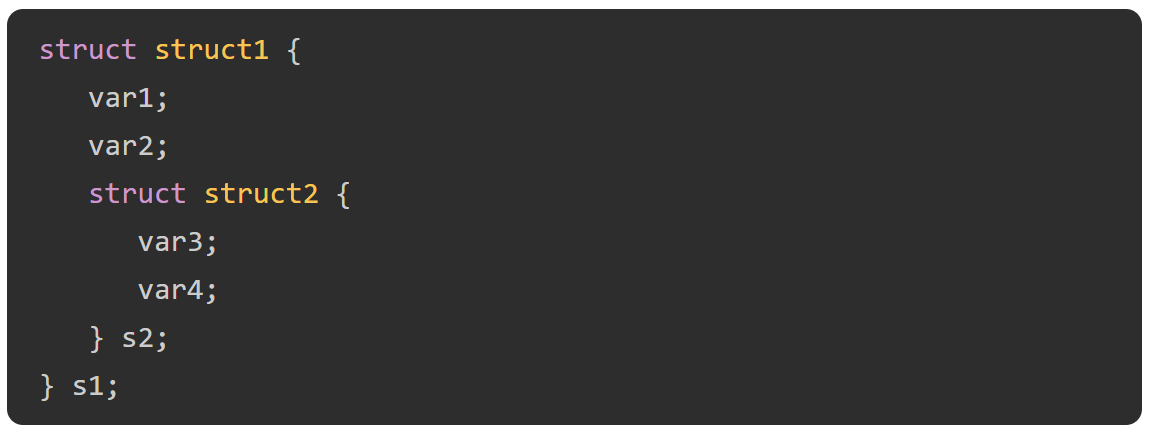 struct struct1 {
   var1;
   var2;
   struct struct2 {
      var3;
      var4;
   } s2;
} s1;